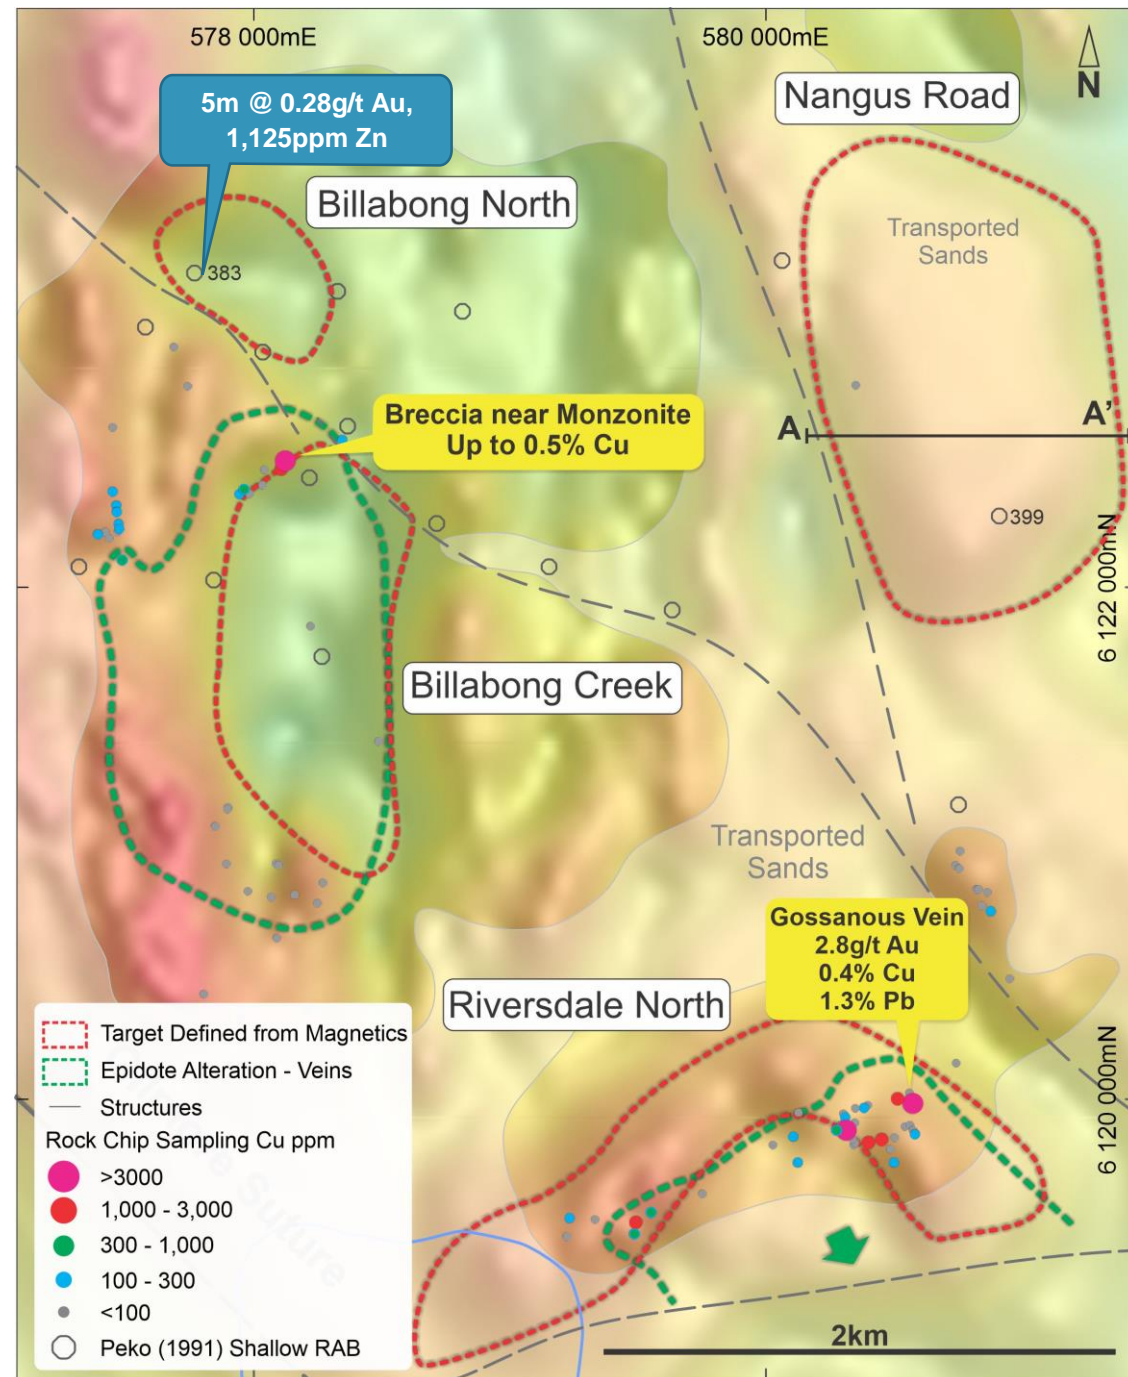 578 000mE
580 000mE
N
5m @ 0.28g/t Au,
1,125ppm Zn
Nangus Road
Billabong North
Transported
Sands
383
Breccia near Monzonite
Up to 0.5% Cu
A
A'
399
6 122 000mN
Billabong Creek
Transported
Sands
Gossanous Vein
2.8g/t Au
0.4% Cu
1.3% Pb
Riversdale North
6 120 000mN
Target Defined from Magnetics
Epidote Alteration - Veins
Structures
Rock Chip Sampling Cu ppm
>3000
1,000 - 3,000
300 - 1,000
100 - 300
<100
Peko (1991) Shallow RAB
Suture
2km